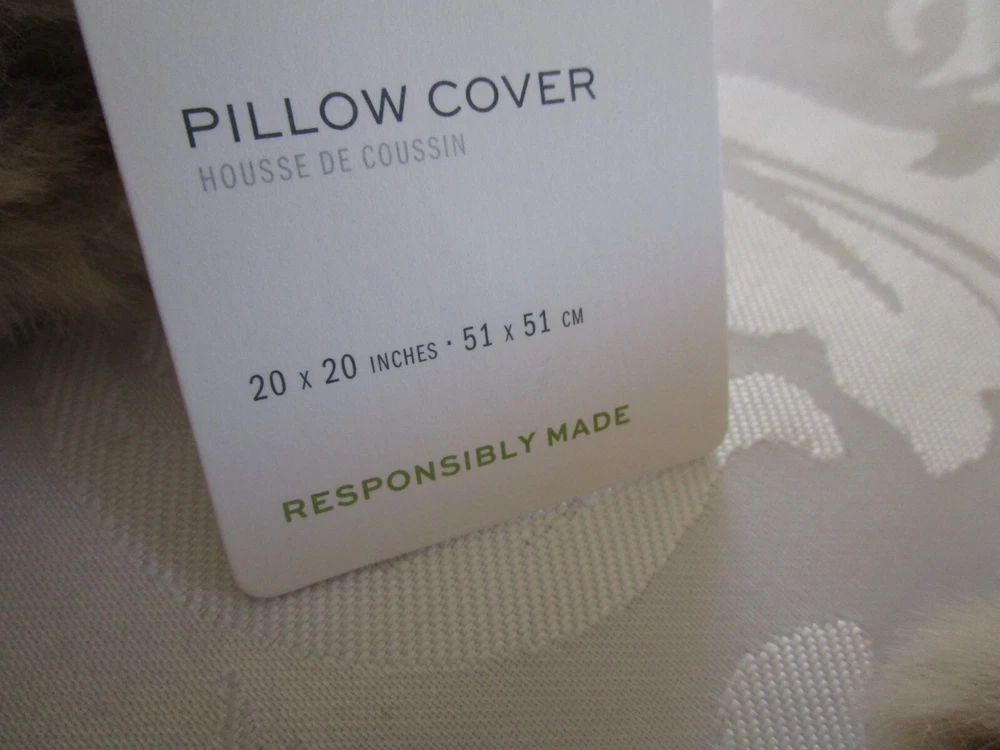 PILLOW COVER
HOUSSE DE COUSSIN
20 x 20 INCHES · 51 x 51 CM
RESPONSIBLY MADE